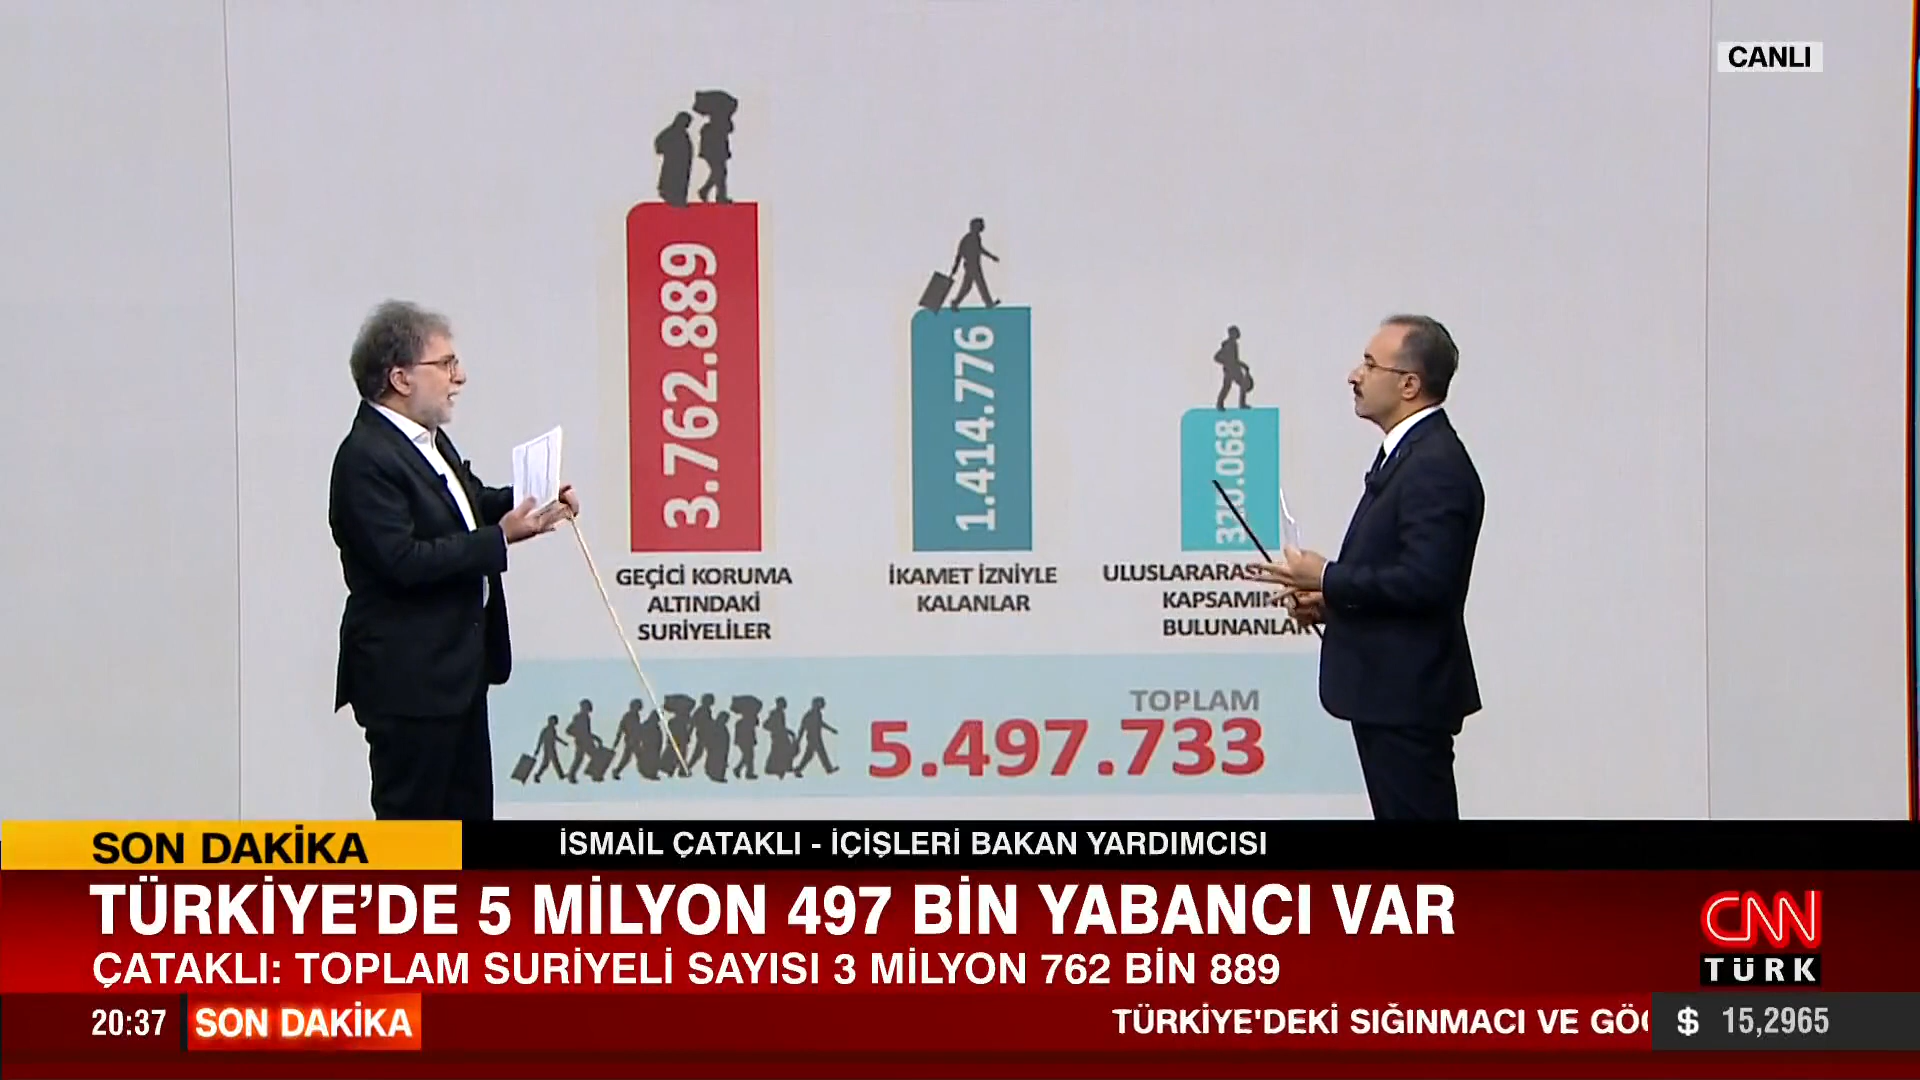 CANLI
3.762.889
1.414.776
GEÇİCİ KORUMA
ALTINDAKİ
SURİYELİLER
İKAMET İZNİYLE
KALANLAR
KAPSAMIN
BULUNANLAR
TOPLAM
5.497.733
SON DAKİKA
İSMAİL ÇATAKLI - İÇİŞLERİ BAKAN YARDIMCISI
TÜRKİYE'DE 5 MİLYON 497 BİN YABANCI VAR
ÇATAKLI: TOPLAM SURİYELİ SAYISI 3 MİLYON 762 BİN 889
CNN
TÜRK
20:37 SON DAKİKA TÜRKİYE'DEKİ SIĞINMACI VE $ 15,2965